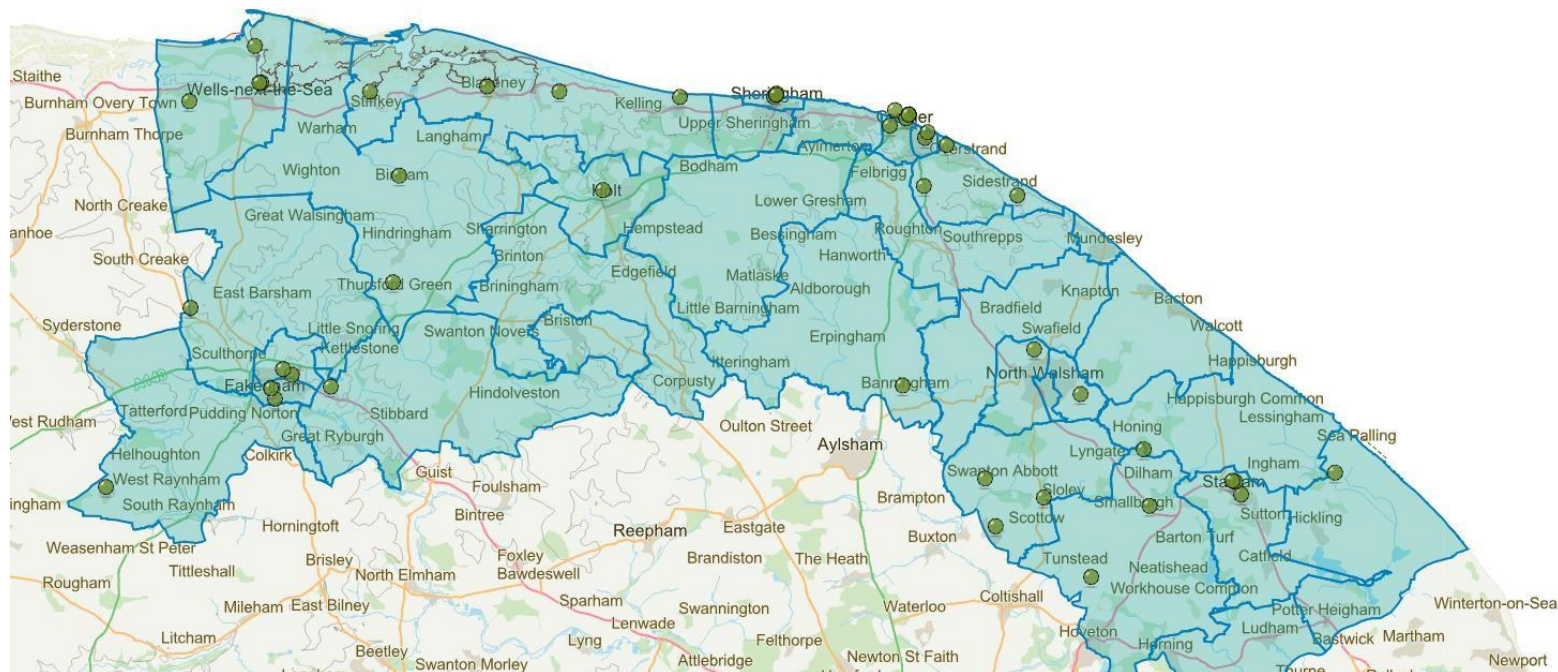 Staithe
Wells-next-the-Sea
Burnham Overy Town
Stiffkey
Blakeney
Kelling
Sheringham
Burnham Thorpe
Warham
Langham
Upper Sheringham
Aylmerton
Overstrand
Wighton
Binham
Holt
Bodham
Felbrigg
Sidestrand
North Creake
Great Walsingham
Lower Gresham
Hindringham
Sharrington
Hempstead
Bessingham
Roughton
Southrepps
Mundesley
South Creake
Brinton
Hanworth
Edgefield
Matlaske
East Barsham
Thursford Green
Briningham
Aldborough
Knapton
Bacton
Little Barningham
Bradfield
Syderstone
Little Snoring
Swanton Novers
Briston
Swafield
Walcott
Sculthorpe
Kettlestone
Erpingham
Itteringham
Happisburgh
North Walsham
Fakenham
Hindolveston
Corpusty
Banningham
Happisburgh Common
Tatterford
Pudding Norton
Stibbard
Lessingham
Oulton Street
Honing
Great Ryburgh
Sea Palling
Aylsham
Helhoughton
Colkirk
Lyngate
Ingham
Guist
Swanton Abbott
Dilham
West Raynham
Foulsham
Stalham
Brampton
Sloley
Smallburgh
South Raynham
Sutton
Hickling
Bintree
Scottow
Horningtoft
Reepham
Eastgate
Buxton
Barton Turf
Weasenham St Peter
Foxley
Brandiston
The Heath
Tunstead
Catfield
Brisley
Tittleshall
North Elmham
Bawdeswell
Neatishead
Rougham
Workhouse Common
Mileham
East Bilney
Sparham
Swannington
Waterloo
Coltishall
Potter Heigham
Winterton-on-Sea
Lenwade
Ludham
Litcham
Lyng
Felthorpe
Hoveton
Horning
Bastwick
Martham
Beetley
Swanton Morley
Attlebridge
Newton St Faith
Newport